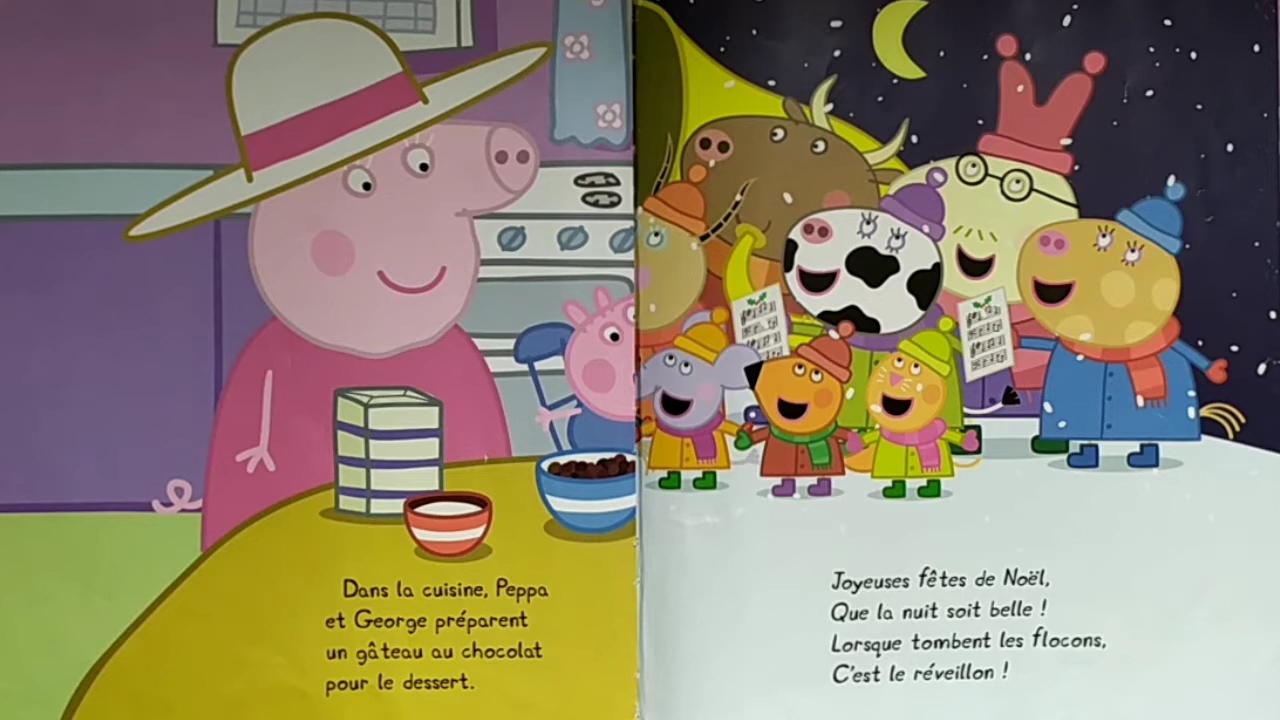 Dans la cuisine, Peppa
et George préparent
un gâteau au chocolat
pour le dessert.
Joyeuses fêtes de Noël,
Que la nuit soit belle !
Lorsque tombent les flocons,
C'est le réveillon !